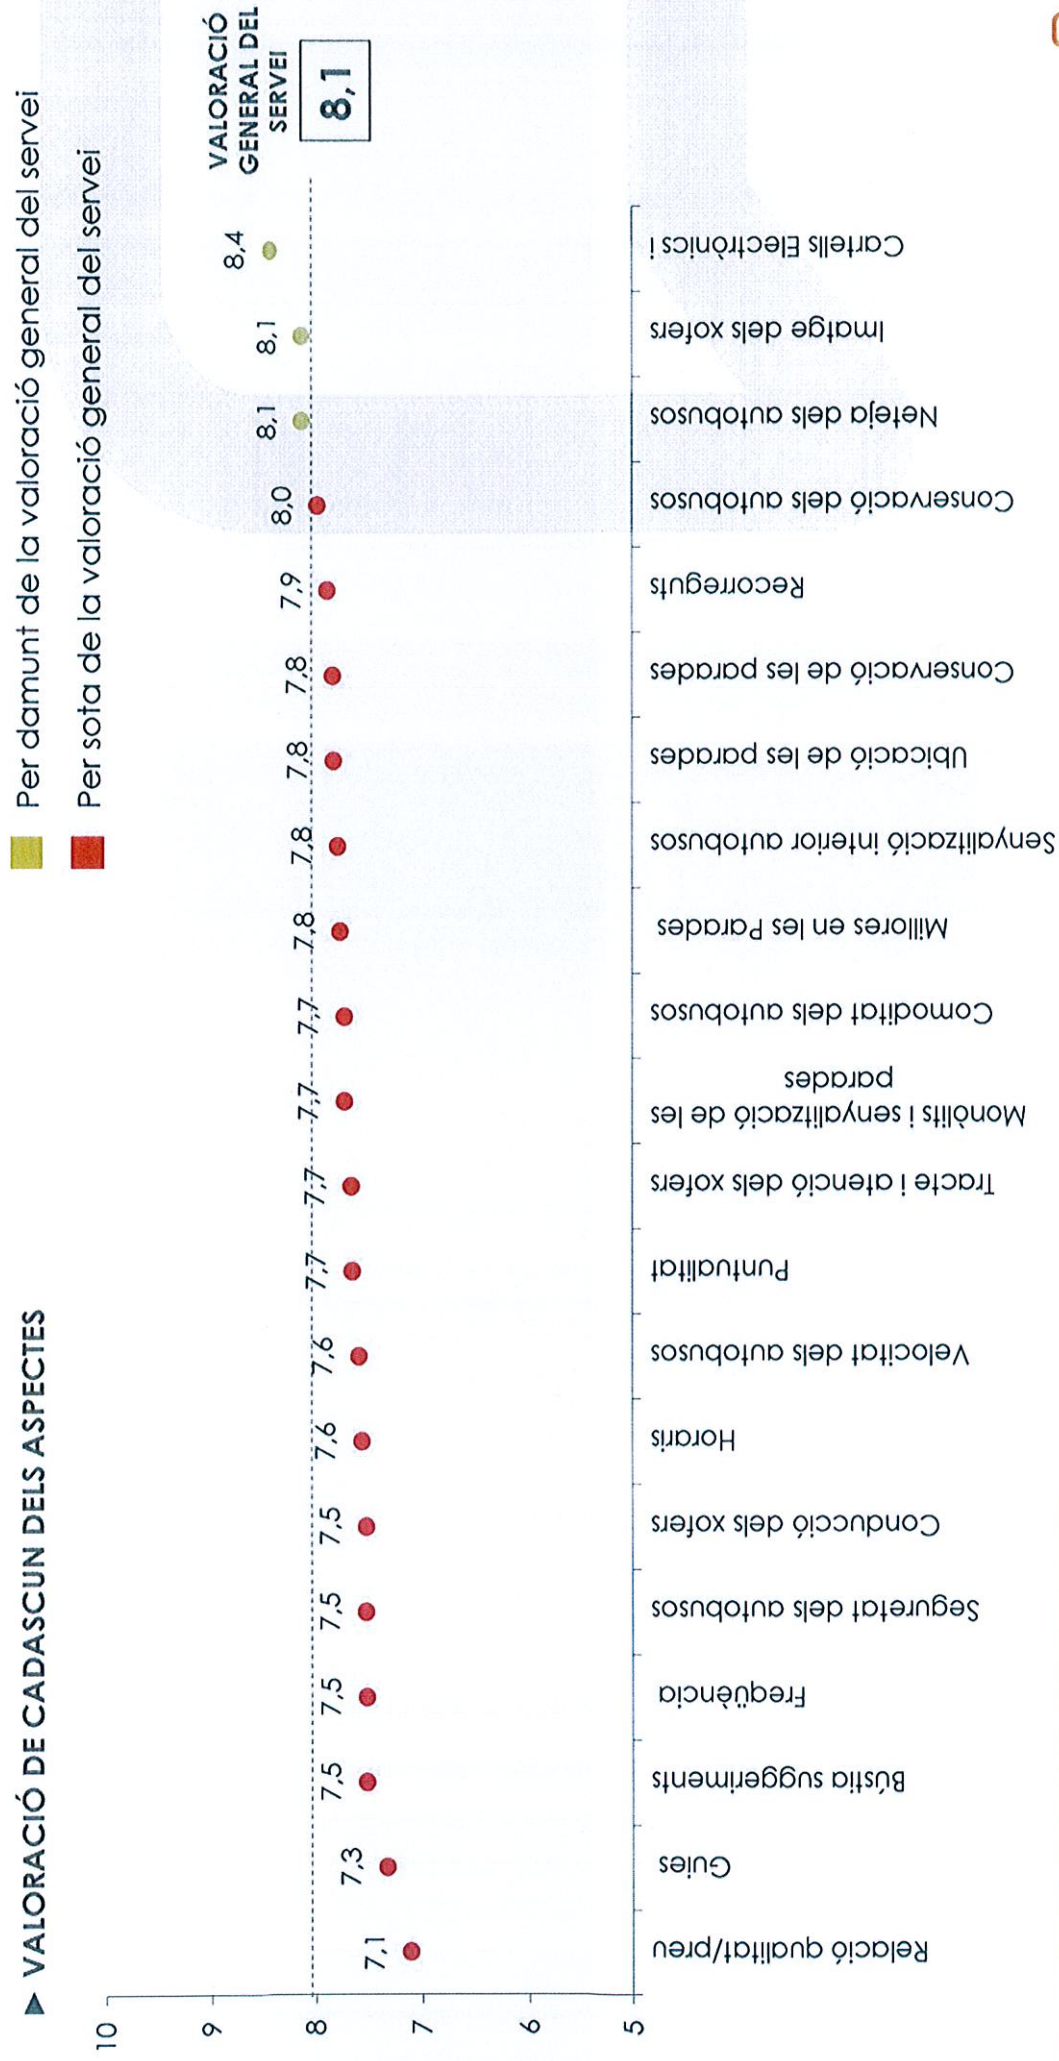 ► VALORACIÓ DE CADASCUN DELS ASPECTES
Per damunt de la valoració general del servei
Per sota de la valoració general del servei
VALORACIÓ
GENERAL DEL
SERVEI
8,1
10
9
8
7
6
5
7,1
7,3
7,5
7,5
7,5
7,5
7,6
7,6
7,7
7,7
7,7
7,7
7,8
7,8
7,8
7,8
7,9
8,0
8,1
8,1
8,4
Relació qualitat/preu
Guies
Bústia suggeriments
Freqüència
Seguretat dels autobusos
Conducció dels xofers
Horaris
Velocitat dels autobusos
Puntualitat
Tracte i atenció dels xofers
Monòlits i senyalització de les
parades
Comoditat dels autobusos
Millores en les Parades
Senyalització interior autobusos
Ubicació de les parades
Conservació de les parades
Recorreguts
Conservació dels autobusos
Neteja dels autobusos
Imatge dels xofers
Cartells Electrònics i